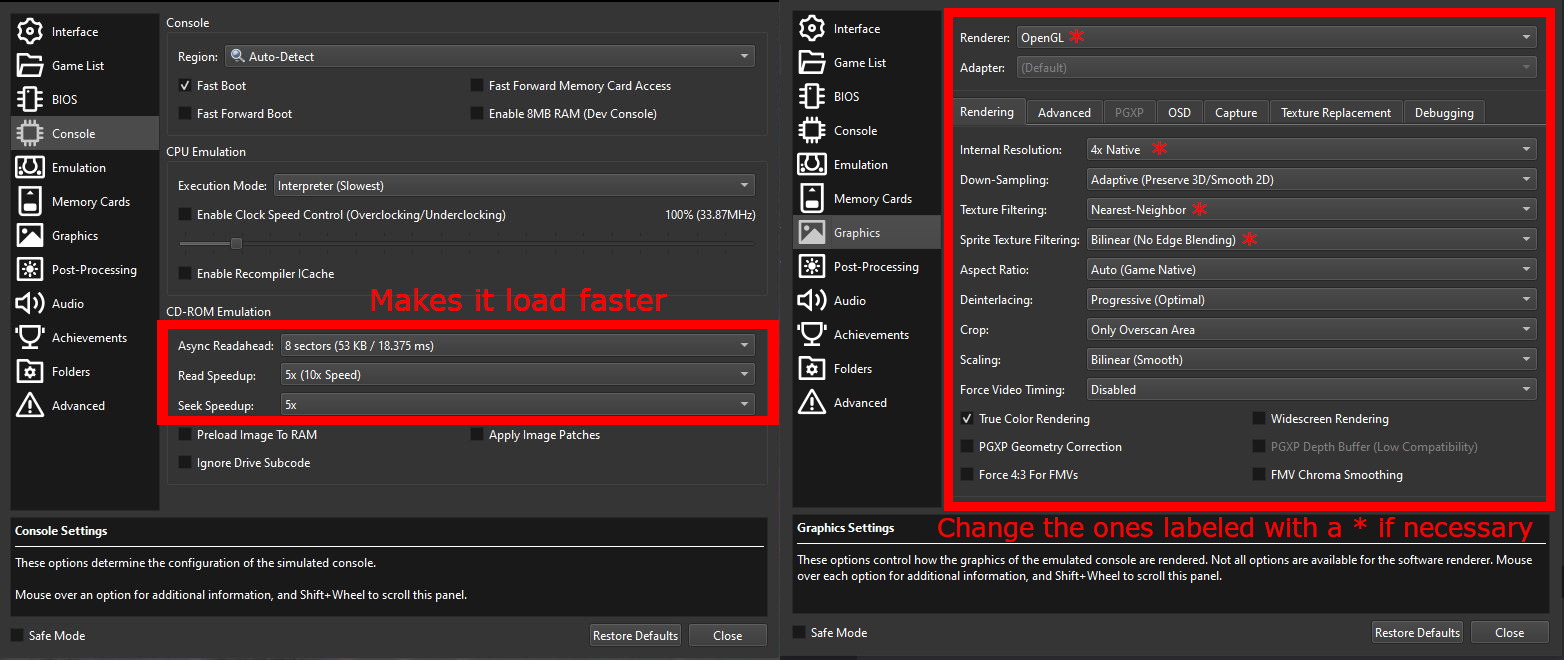 Interface
Game List
BIOS
Console
Emulation
Memory Cards
Graphics
Post-Processing
Audio
Achievements
Folders
Advanced
Console
Region: Auto-Detect
Fast Boot Fast Forward Memory Card Access
Fast Forward Boot Enable 8MB RAM (Dev Console)
CPU Emulation
Execution Mode: Interpreter (Slowest)
Enable Clock Speed Control (Overclocking/Underclocking) 100% (33.87MHz)
Enable Recompiler ICache
Makes it load faster
CD-ROM Emulation
Async Readahead: 8 sectors (53 KB / 18.375 ms)
Read Speedup: 5x (10x Speed)
Seek Speedup: 5x
Preload Image To RAM Apply Image Patches
Ignore Drive Subcode
Console Settings
These options determine the configuration of the simulated console.
Mouse over an option for additional information, and Shift+Wheel to scroll this panel.
Safe Mode Restore Defaults Close
Interface
Game List
BIOS
Console
Emulation
Memory Cards
Graphics
Post-Processing
Audio
Achievements
Folders
Advanced
Renderer: OpenGL *
Adapter: (Default)
Rendering Advanced PGXP OSD Capture Texture Replacement Debugging
Internal Resolution: 4x Native *
Down-Sampling: Adaptive (Preserve 3D/Smooth 2D)
Texture Filtering: Nearest-Neighbor *
Sprite Texture Filtering: Bilinear (No Edge Blending) *
Aspect Ratio: Auto (Game Native)
Deinterlacing: Progressive (Optimal)
Crop: Only Overscan Area
Scaling: Bilinear (Smooth)
Force Video Timing: Disabled
True Color Rendering Widescreen Rendering
PGXP Geometry Correction PGXP Depth Buffer (Low Compatibility)
Force 4:3 For FMVs FMV Chroma Smoothing
Change the ones labeled with a * if necessary
Graphics Settings
These options control how the graphics of the emulated console are rendered. Not all options are available for the software renderer. Mouse
over each option for additional information, and Shift+Wheel to scroll this panel.
Safe Mode Restore Defaults Close